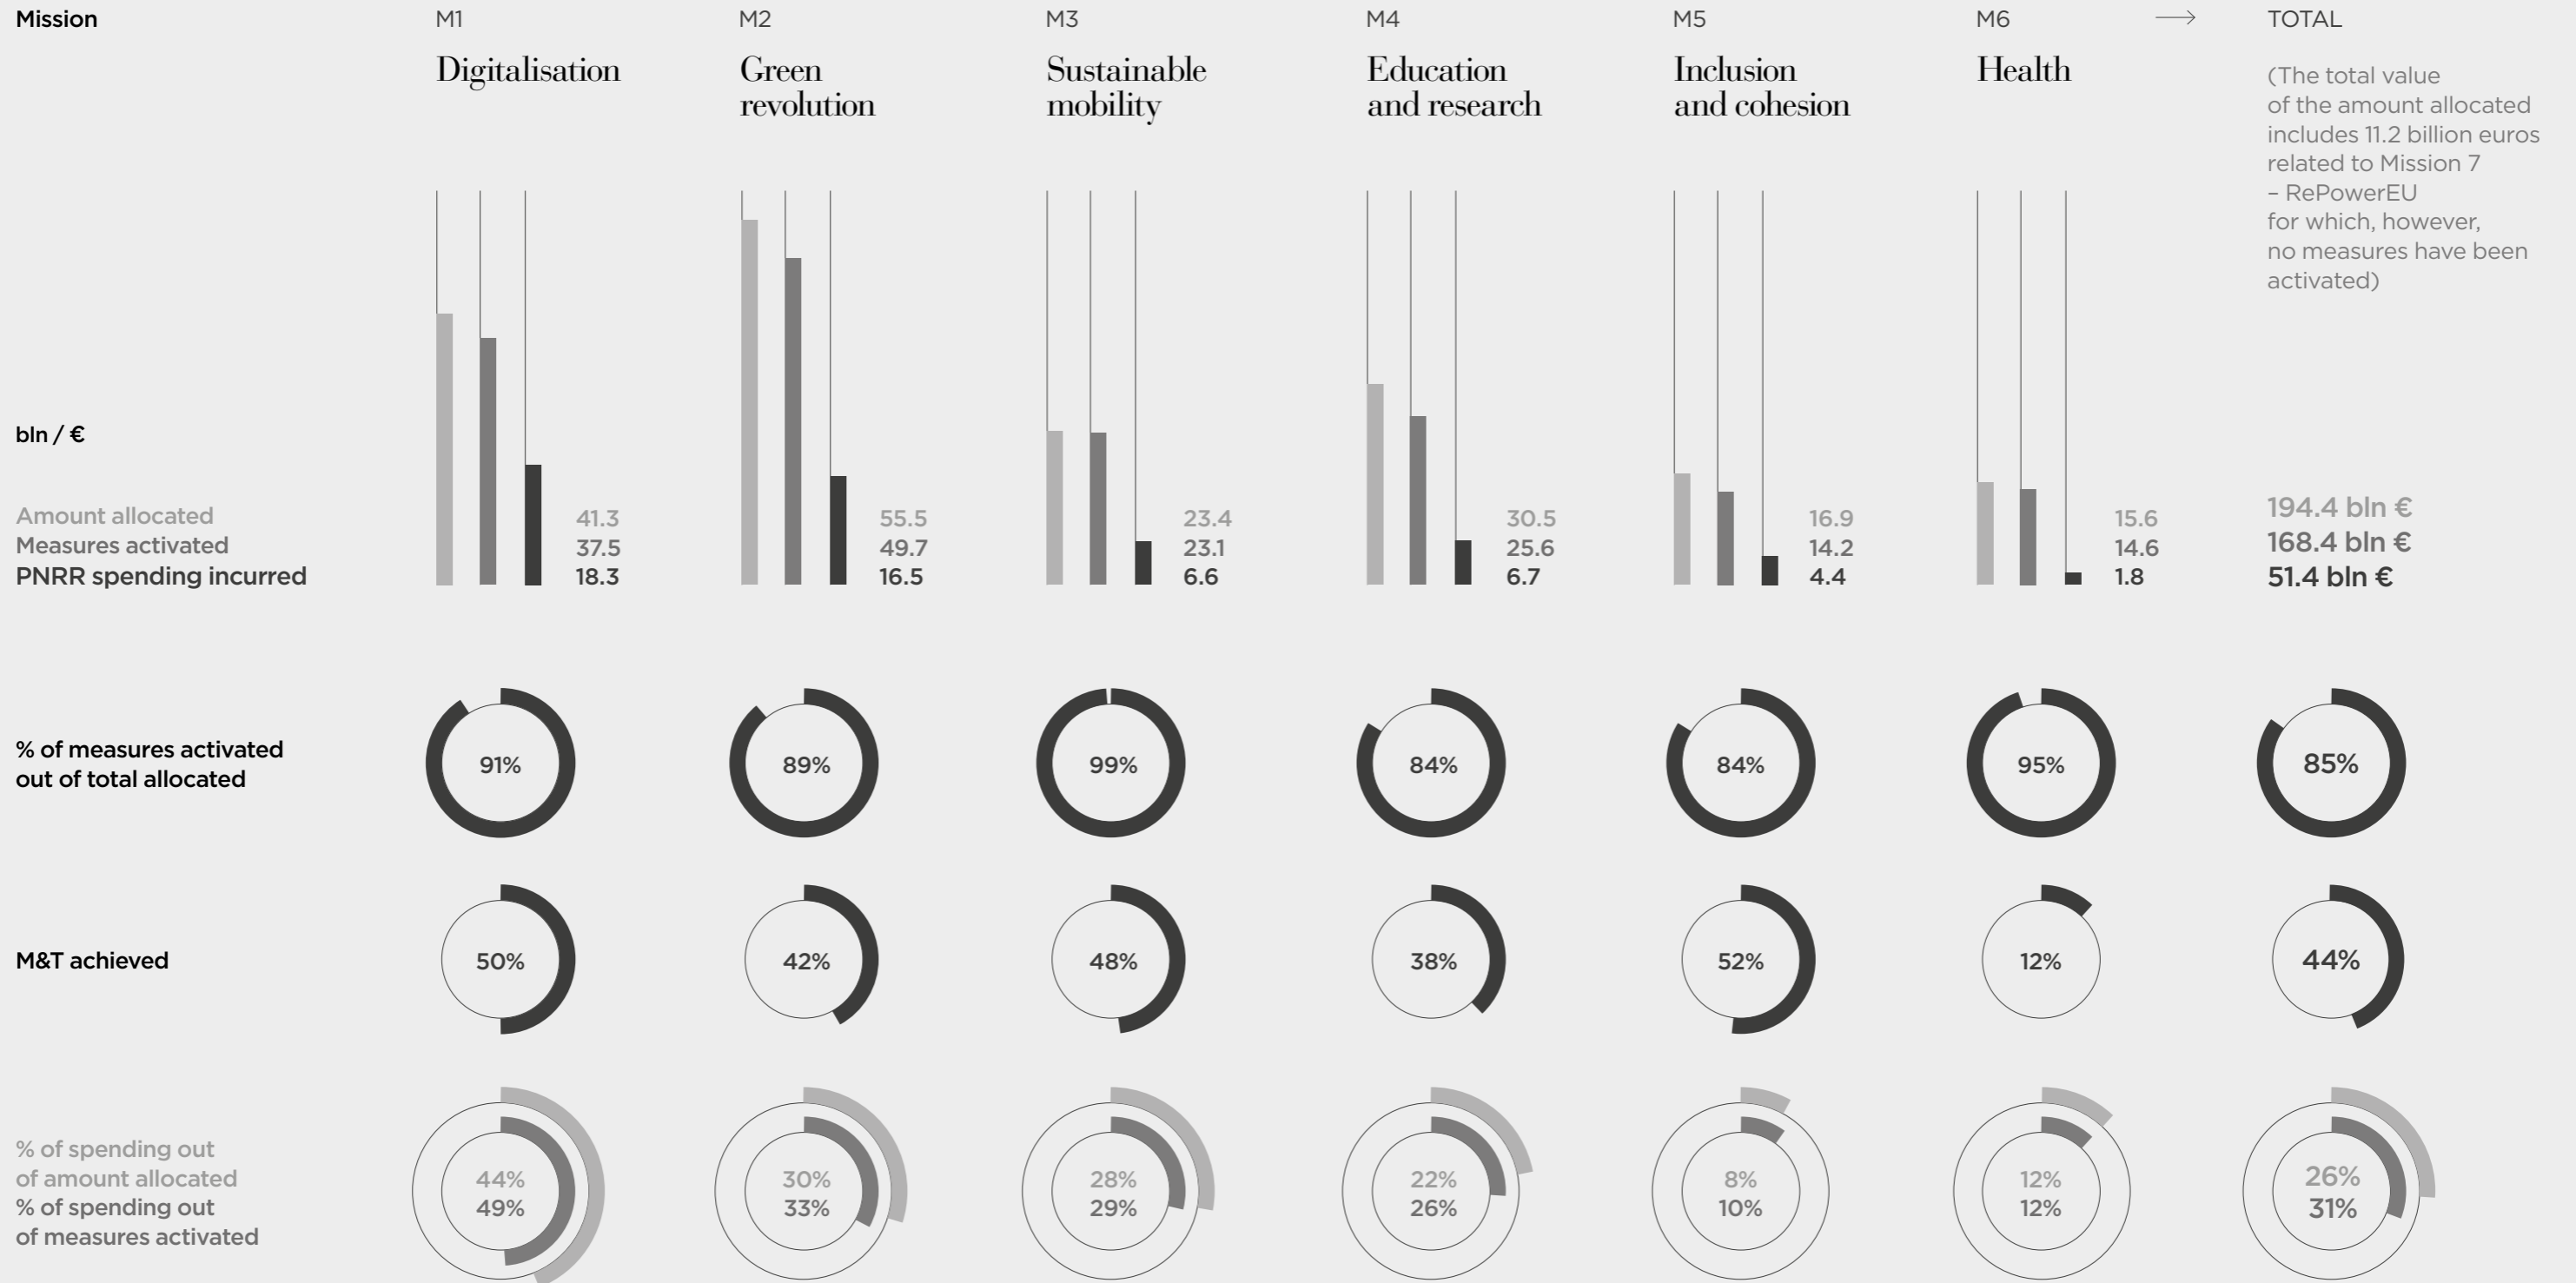 Mission
M1
M2
M3
M4
M5
M6
TOTAL
Digitalisation
Green
revolution
Sustainable
mobility
Education
and research
Inclusion
and cohesion
Health
(The total value
of the amount allocated
includes 11.2 billion euros
related to Mission 7
– RePowerEU
for which, however,
no measures have been
activated)
bln / €
Amount allocated
41.3
55.5
23.4
30.5
16.9
15.6
194.4 bln €
Measures activated
37.5
49.7
23.1
25.6
14.2
14.6
168.4 bln €
PNRR spending incurred
18.3
16.5
6.6
6.7
4.4
1.8
51.4 bln €
% of measures activated
out of total allocated
91%
89%
99%
84%
84%
95%
85%
M&T achieved
50%
42%
48%
38%
52%
12%
44%
% of spending out
of amount allocated
44%
30%
28%
22%
8%
12%
26%
% of spending out
of measures activated
49%
33%
29%
26%
10%
12%
31%